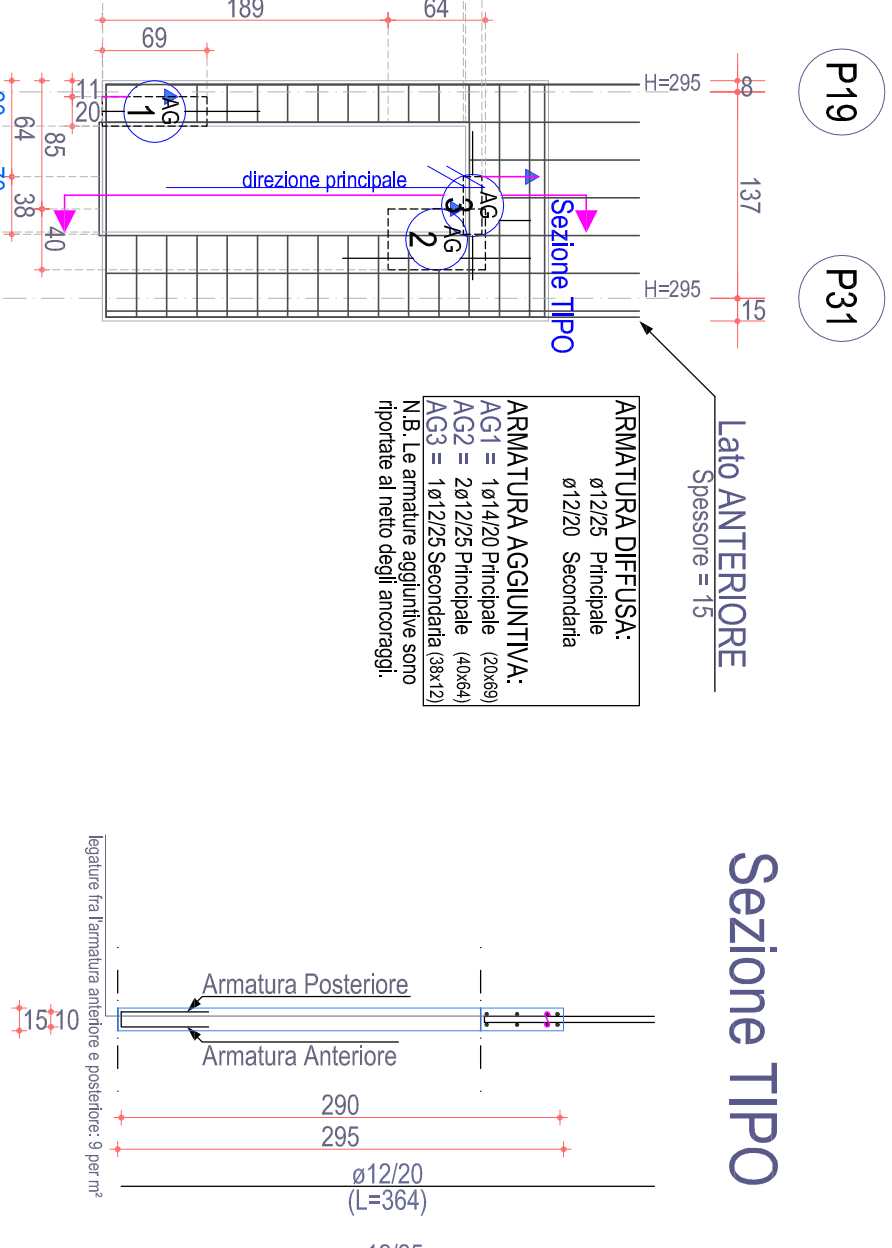 P19
P31
189
64
69
11
20
85
64
38
40
H=295
H=295
8
137
15
AG
1
AG
2
AG
3
direzione principale
Sezione TIPO
Lato ANTERIORE
Spessore = 15
ARMATURA DIFFUSA:
ø12/25 Principale
ø12/20 Secondaria
ARMATURA AGGIUNTIVA:
AG1 = 1ø14/20 Principale (20x69)
AG2 = 2ø12/25 Principale (40x64)
AG3 = 1ø12/25 Secondaria (38x12)
N.B. Le armature aggiuntive sono
riportate al netto degli ancoraggi.
Sezione TIPO
Armatura Posteriore
Armatura Anteriore
15
10
290
295
ø12/20
(L=364)
legature fra l'armatura anteriore e posteriore: 9 per m²